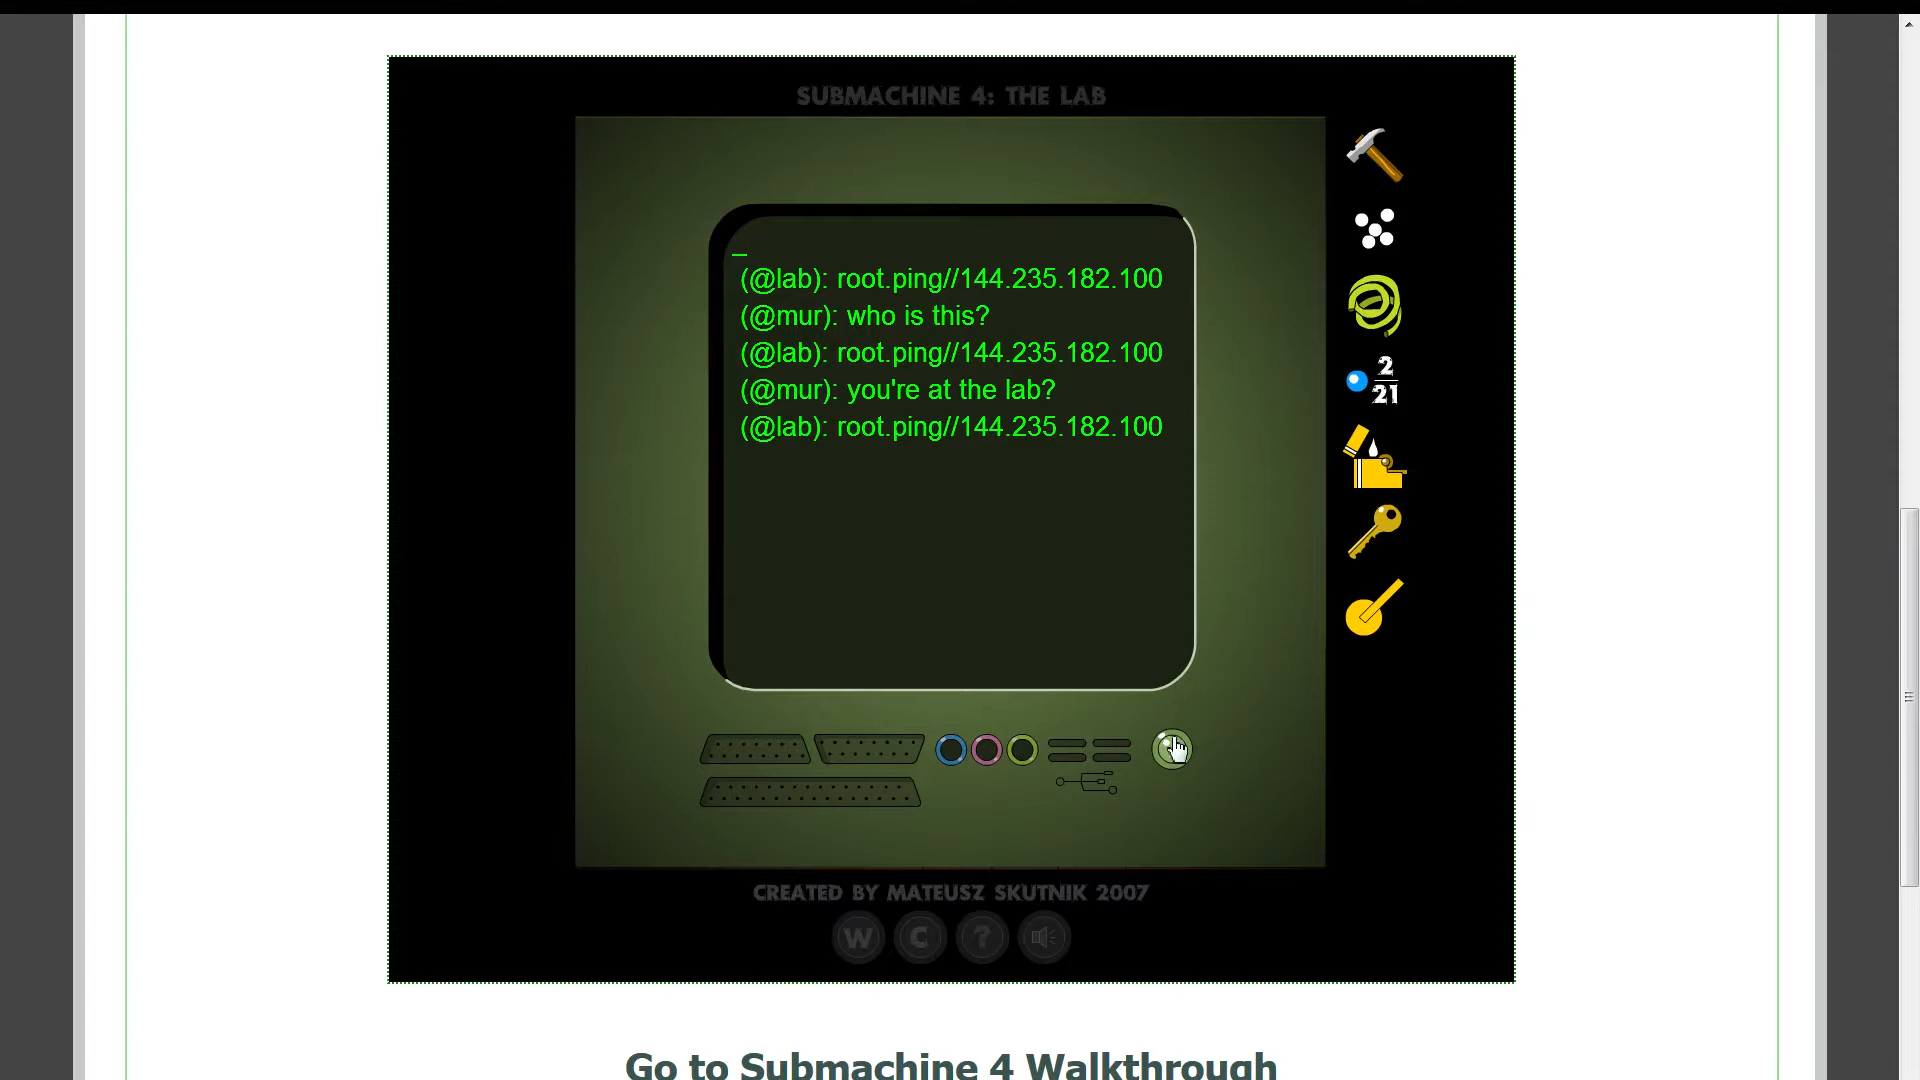 SUBMACHINE 4: THE LAB
_
(@lab): root.ping//144.235.182.100
(@mur): who is this?
(@lab): root.ping//144.235.182.100
(@mur): you're at the lab?
(@lab): root.ping//144.235.182.100
2
21
CREATED BY MATEUSZ SKUTNIK 2007
W C ?
Go to Submachine 4 Walkthrough